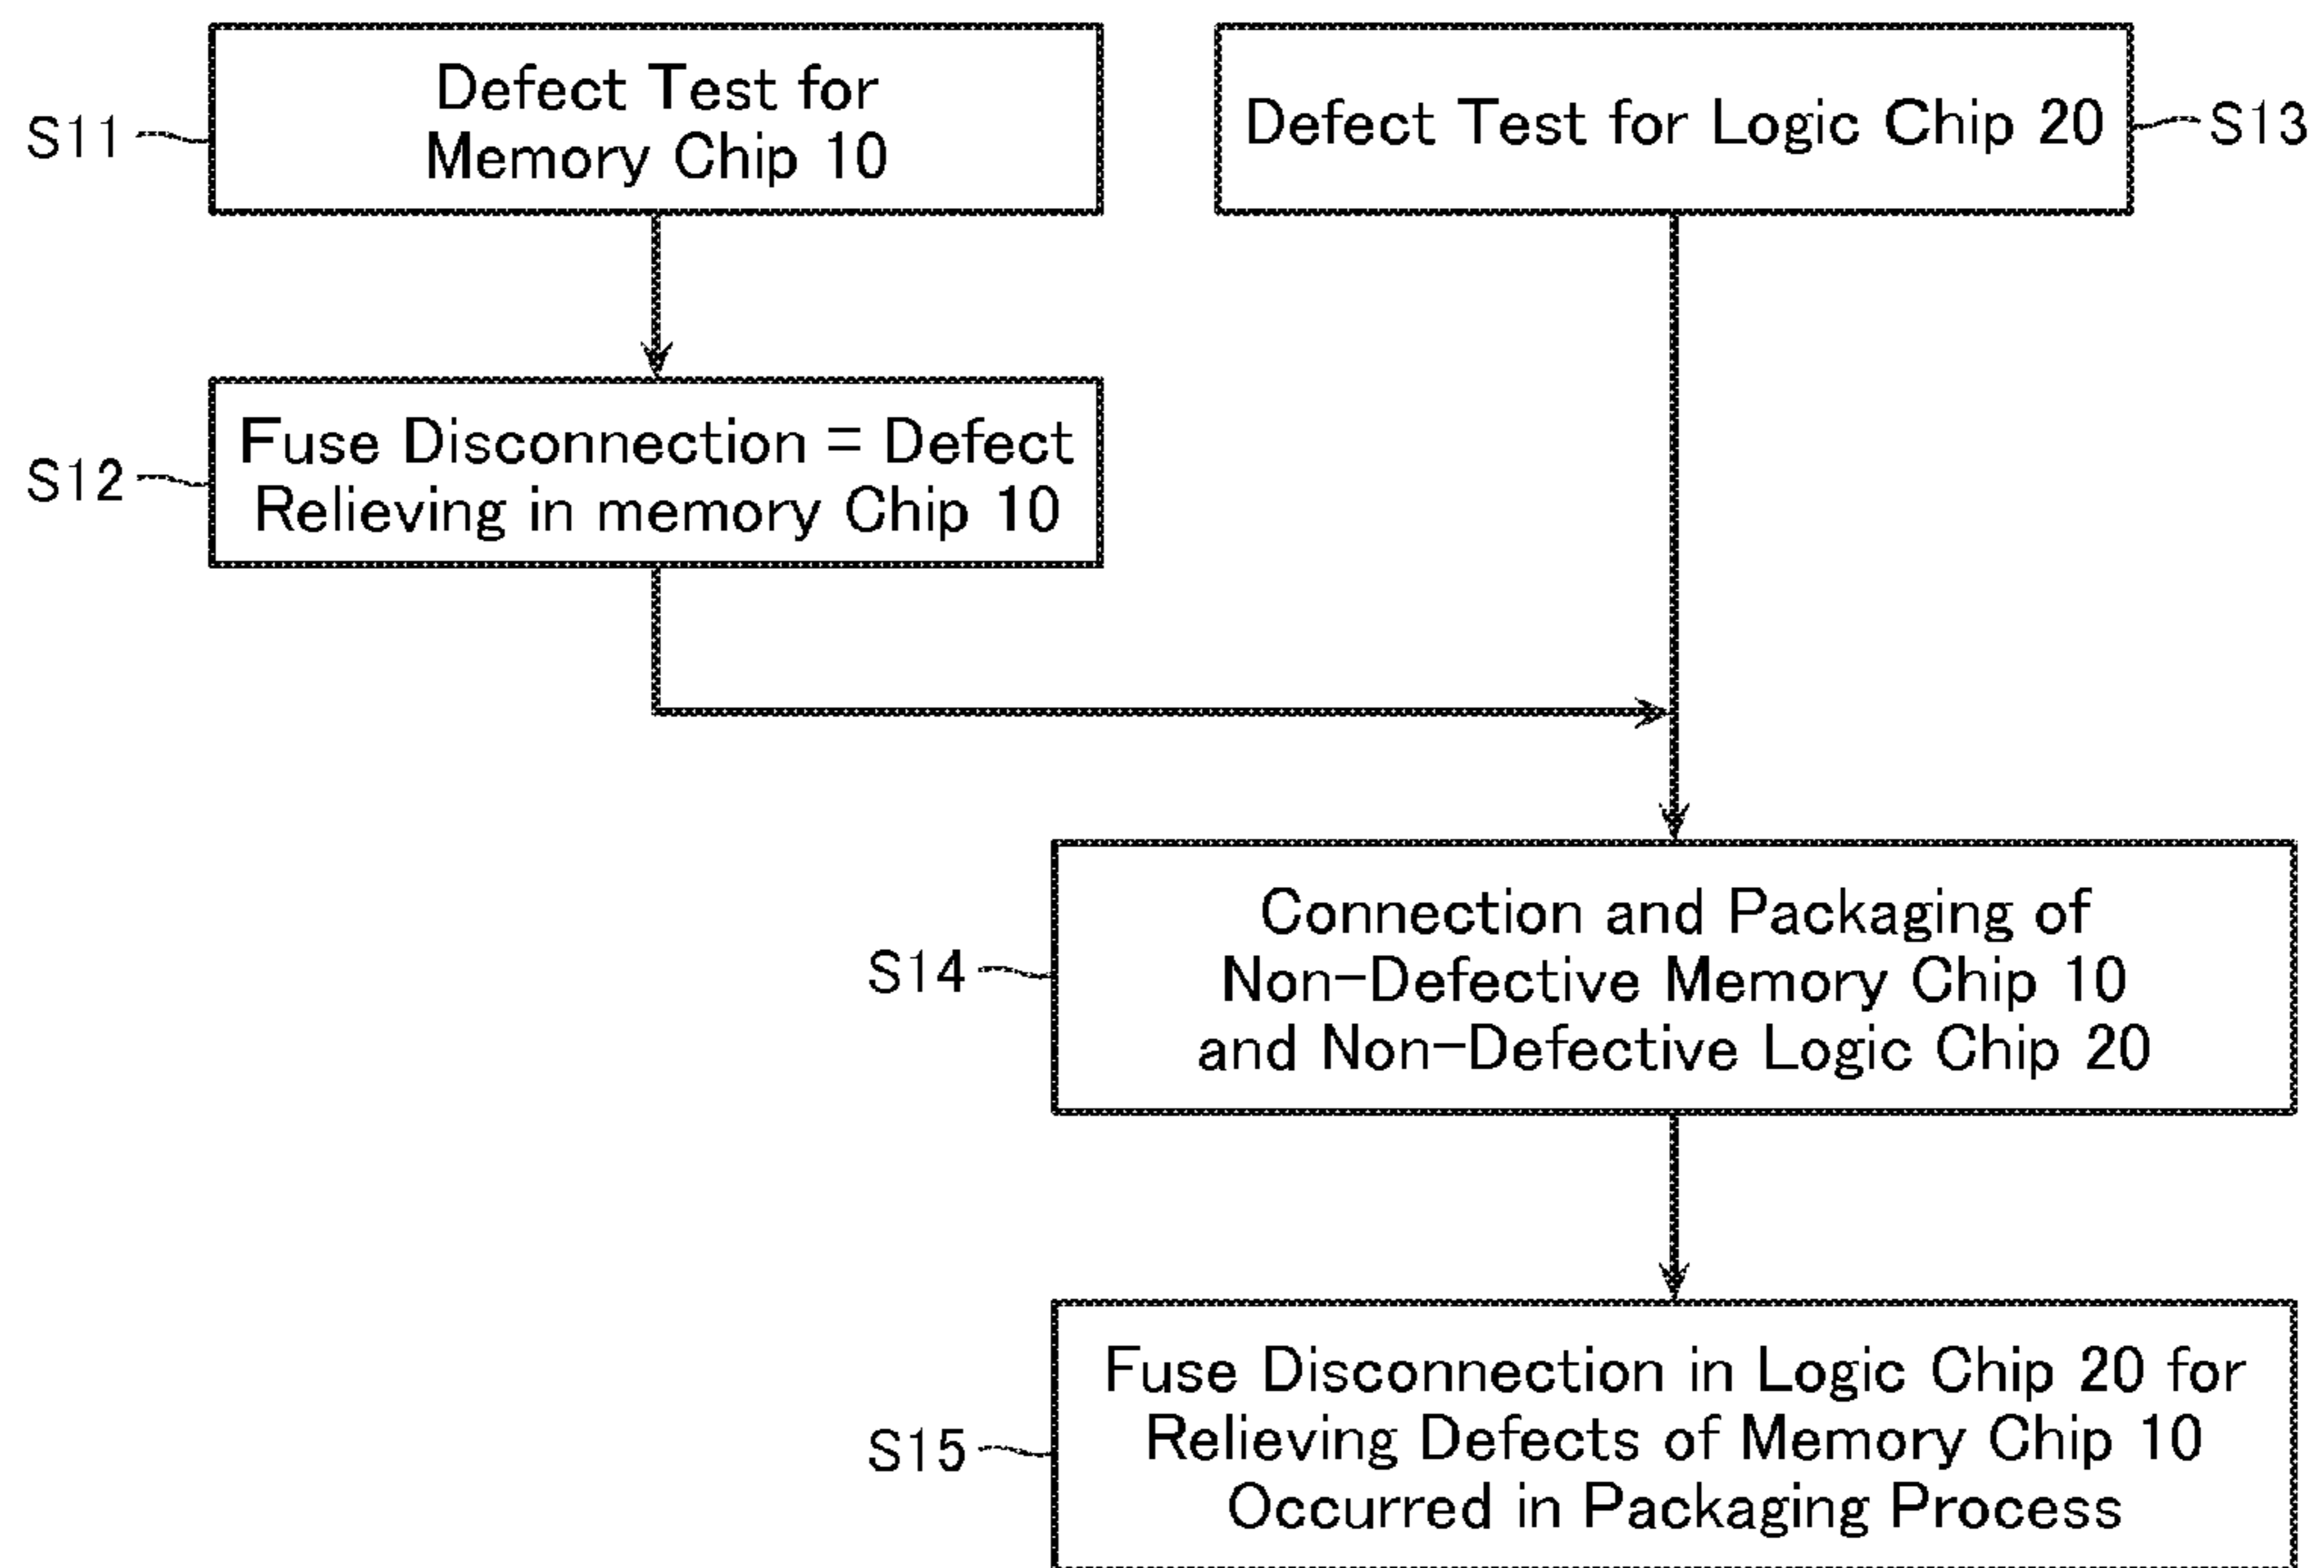 S11
Defect Test for
Memory Chip 10
Defect Test for Logic Chip 20
S13
S12
Fuse Disconnection = Defect
Relieving in memory Chip 10
S14
Connection and Packaging of
Non-Defective Memory Chip 10
and Non-Defective Logic Chip 20
S15
Fuse Disconnection in Logic Chip 20 for
Relieving Defects of Memory Chip 10
Occurred in Packaging Process